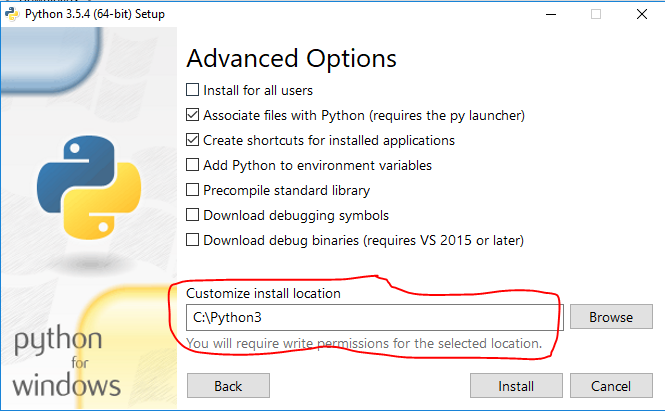 Python 3.5.4 (64-bit) Setup
Advanced Options
Install for all users
Associate files with Python (requires the py launcher)
Create shortcuts for installed applications
Add Python to environment variables
Precompile standard library
Download debugging symbols
Download debug binaries (requires VS 2015 or later)
Customize install location
C:\Python3
Browse
You will require write permissions for the selected location.
python
for
windows
Back
Install
Cancel